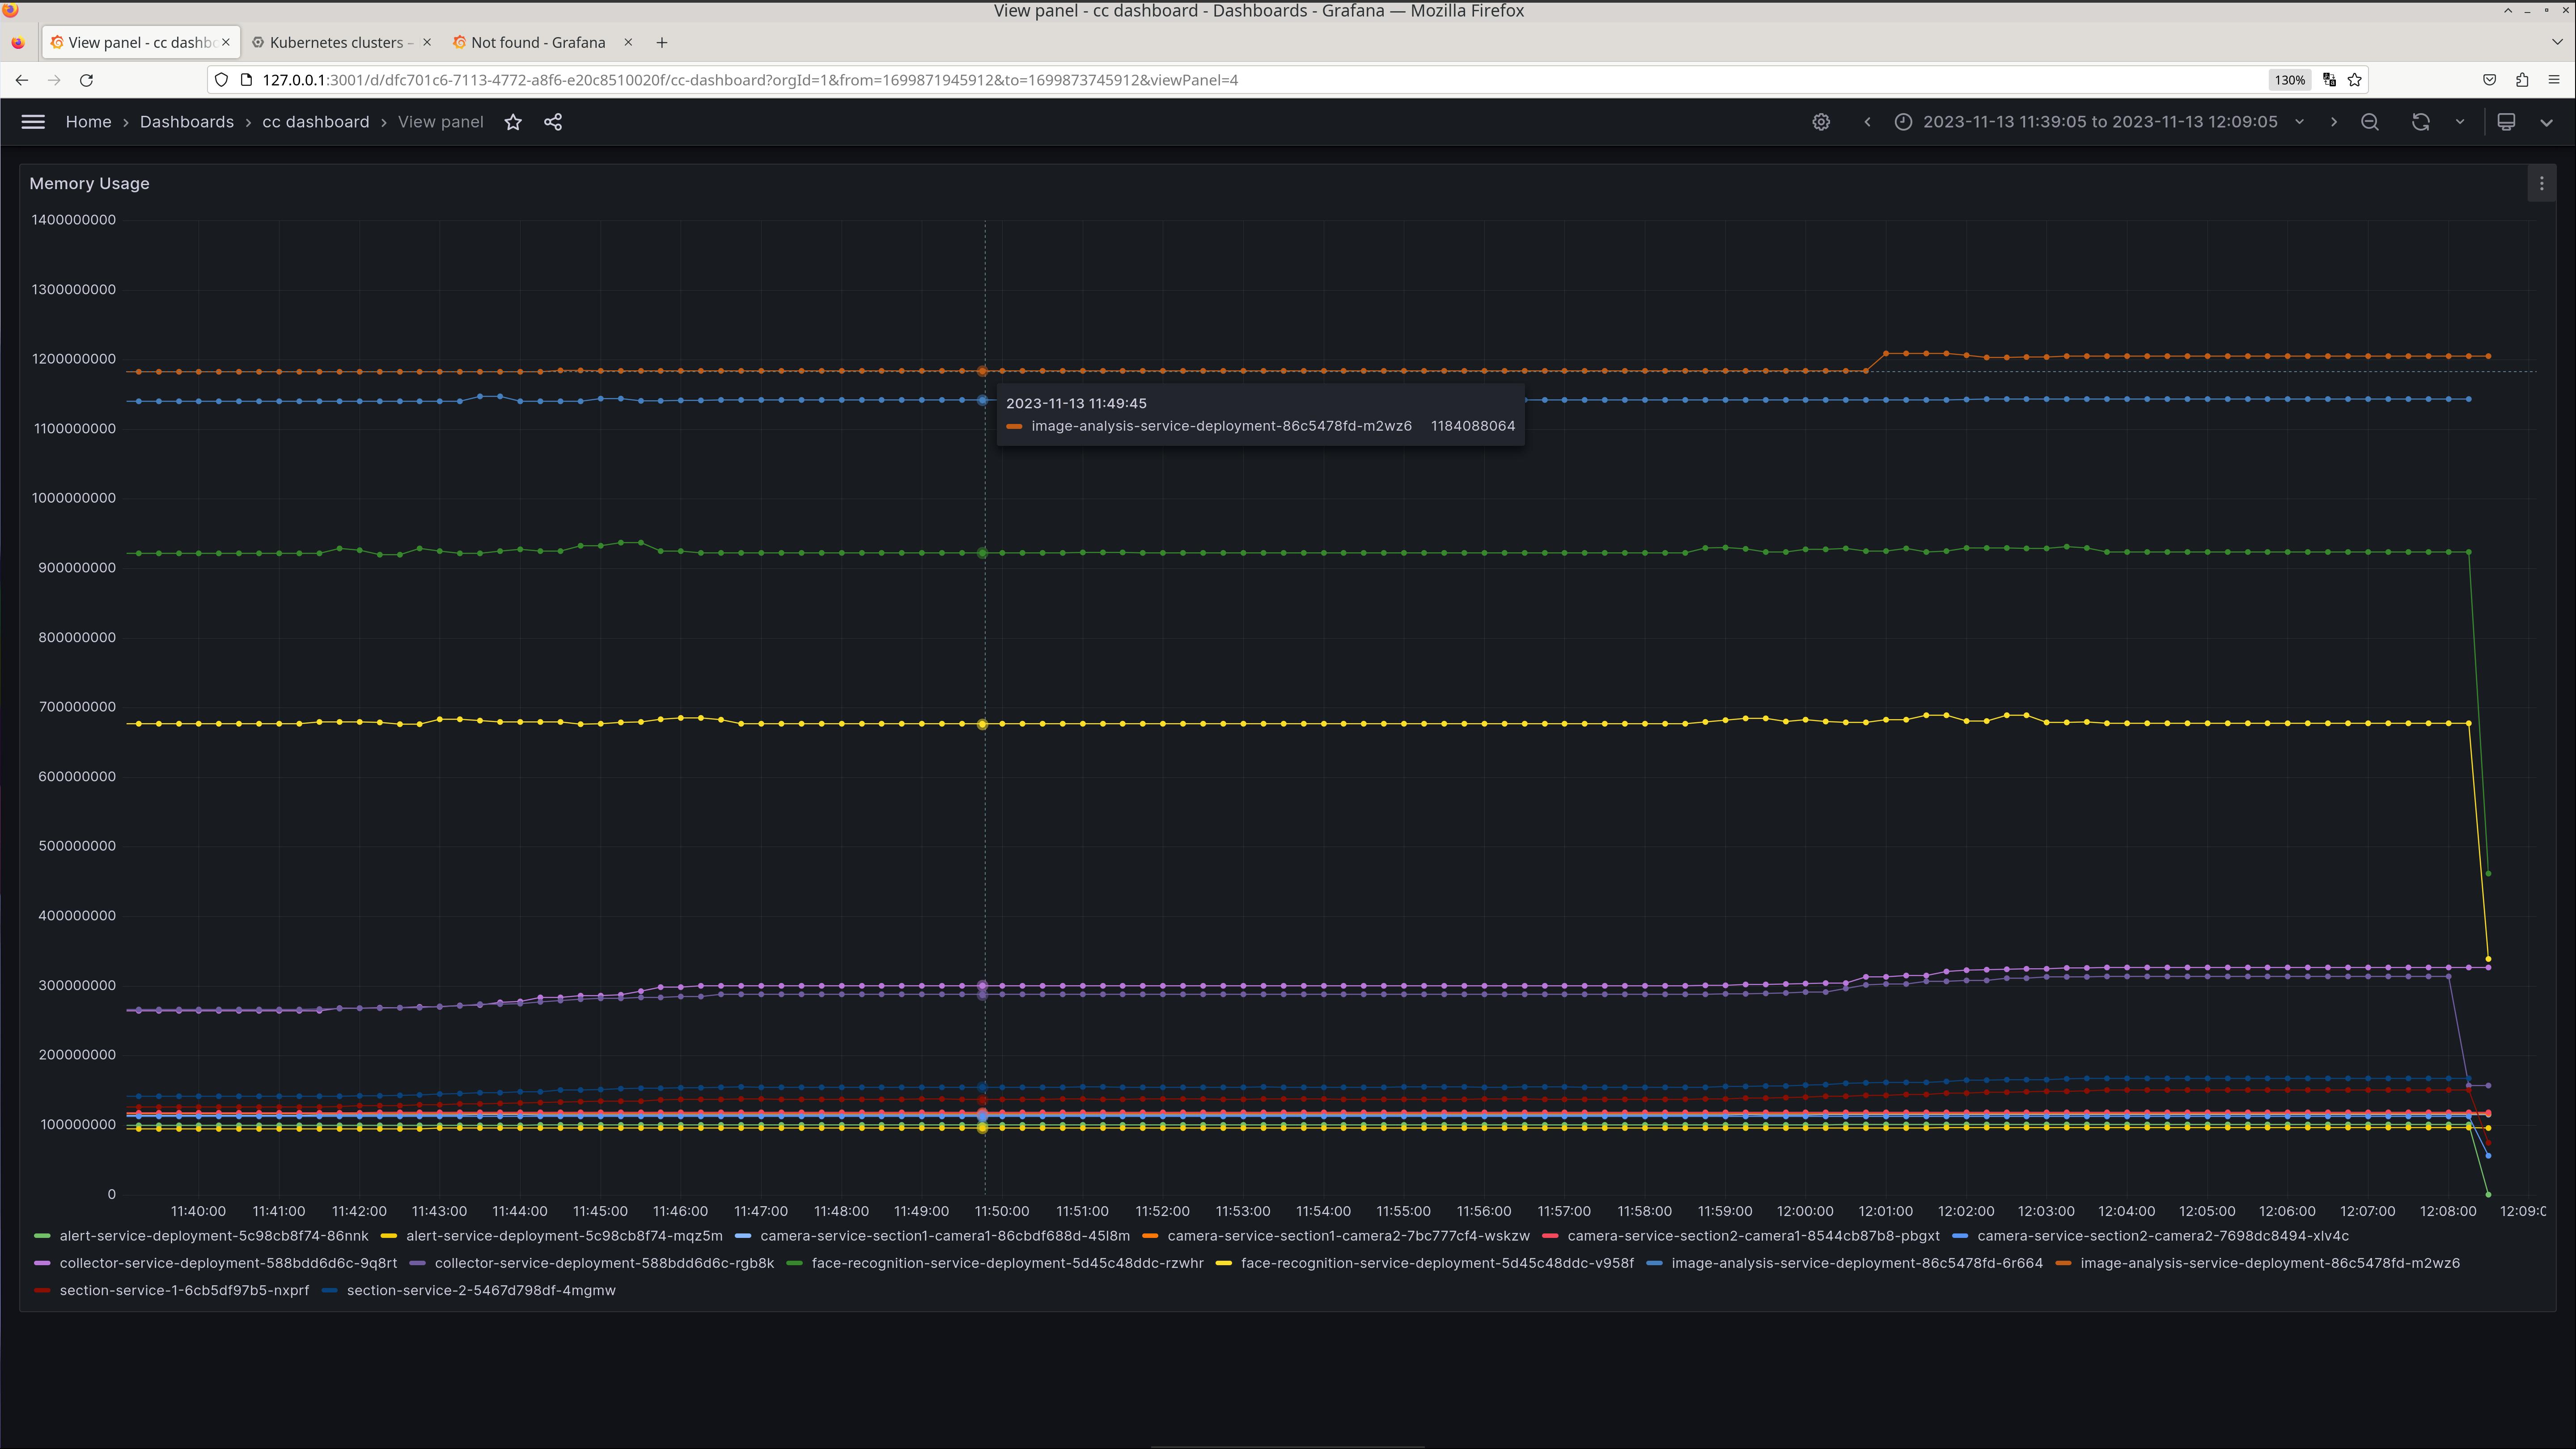 View panel - cc dashboard - Dashboards - Grafana — Mozilla Firefox
View panel - cc dashbo
Kubernetes clusters –
Not found - Grafana
127.0.0.1:3001/d/dfc701c6-7113-4772-a8f6-e20c8510020f/cc-dashboard?orgId=1&from=1699871945912&to=1699873745912&viewPanel=4
130%
Home › Dashboards › cc dashboard › View panel
2023-11-13 11:39:05 to 2023-11-13 12:09:05
Memory Usage
1400000000
1300000000
1200000000
1100000000
1000000000
900000000
800000000
700000000
600000000
500000000
400000000
300000000
200000000
100000000
0
2023-11-13 11:49:45
image-analysis-service-deployment-86c5478fd-m2wz6 1184088064
11:40:00 11:41:00 11:42:00 11:43:00 11:44:00 11:45:00 11:46:00 11:47:00 11:48:00 11:49:00 11:50:00 11:51:00 11:52:00 11:53:00 11:54:00 11:55:00 11:56:00 11:57:00 11:58:00 11:59:00 12:00:00 12:01:00 12:02:00 12:03:00 12:04:00 12:05:00 12:06:00 12:07:00 12:08:00 12:09:0
alert-service-deployment-5c98cb8f74-86nnk alert-service-deployment-5c98cb8f74-mqz5m camera-service-section1-camera1-86cbdf688d-45l8m camera-service-section1-camera2-7bc777cf4-wskzw camera-service-section2-camera1-8544cb87b8-pbgxt camera-service-section2-camera2-7698dc8494-xlv4c
collector-service-deployment-588bdd6d6c-9q8rt collector-service-deployment-588bdd6d6c-rgb8k face-recognition-service-deployment-5d45c48ddc-rzwhr face-recognition-service-deployment-5d45c48ddc-v958f image-analysis-service-deployment-86c5478fd-6r664 image-analysis-service-deployment-86c5478fd-m2wz6
section-service-1-6cb5df97b5-nxprf section-service-2-5467d798df-4mgmw